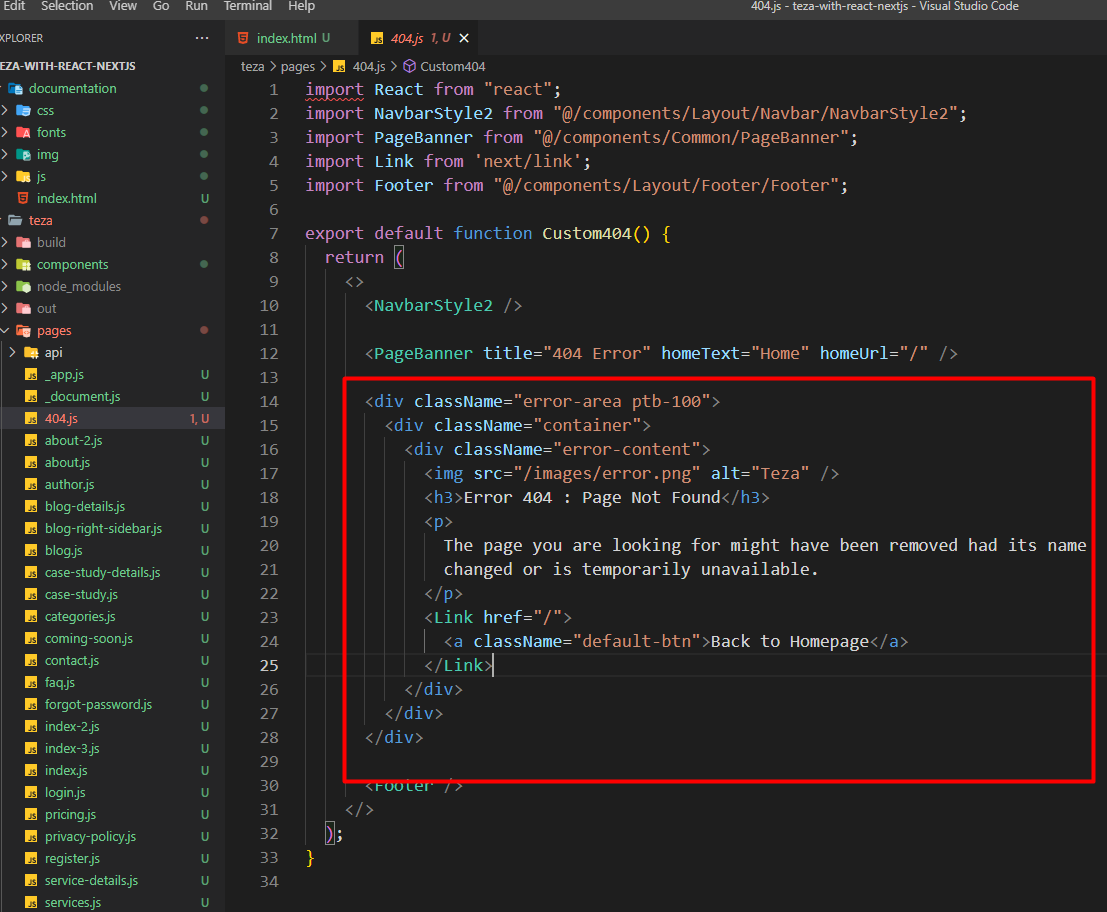 Edit Selection View Go Run Terminal Help 404.js - teza-with-react-nextjs - Visual Studio Code
XPLORER ...
index.html U
404.js 1, U
EZA-WITH-REACT-NEXTJS
documentation
css
fonts
img
js
index.html U
teza
build
components
node_modules
out
pages
api
_app.js U
_document.js U
404.js 1, U
about-2.js U
about.js U
author.js U
blog-details.js U
blog-right-sidebar.js U
blog.js U
case-study-details.js U
case-study.js U
categories.js U
coming-soon.js U
contact.js U
faq.js U
forgot-password.js U
index-2.js U
index-3.js U
index.js U
login.js U
pricing.js U
privacy-policy.js U
register.js U
service-details.js U
services.js U
teza > pages > JS 404.js > Custom404
1 import React from "react";
2 import NavbarStyle2 from "@/components/Layout/Navbar/NavbarStyle2";
3 import PageBanner from "@/components/Common/PageBanner";
4 import Link from 'next/link';
5 import Footer from "@/components/Layout/Footer/Footer";
6
7 export default function Custom404() {
8 return (
9 <>
10 <NavbarStyle2 />
11
12 <PageBanner title="404 Error" homeText="Home" homeUrl="/" />
13
14 <div className="error-area ptb-100">
15 <div className="container">
16 <div className="error-content">
17 <img src="/images/error.png" alt="Teza" />
18 <h3>Error 404 : Page Not Found</h3>
19 <p>
20 The page you are looking for might have been removed had its name
21 changed or is temporarily unavailable.
22 </p>
23 <Link href="/">
24 <a className="default-btn">Back to Homepage</a>
25 </Link>
26 </div>
27 </div>
28 </div>
29
30 <Footer />
31 </>
32 );
33 }
34